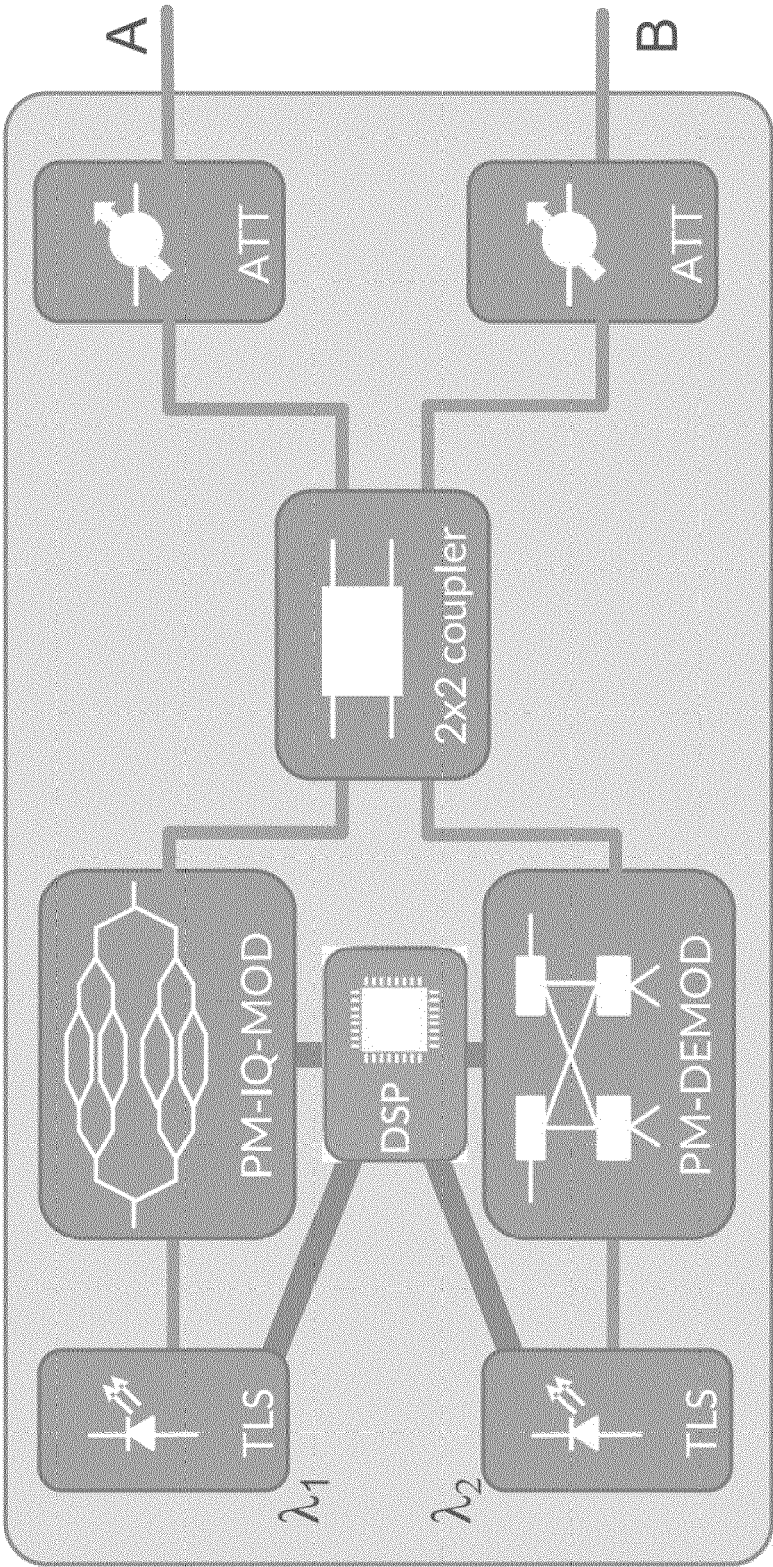 λ1
TLS
PM-IQ-MOD
ATT
A
DSP
2x2 coupler
λ2
TLS
PM-DEMOD
ATT
B